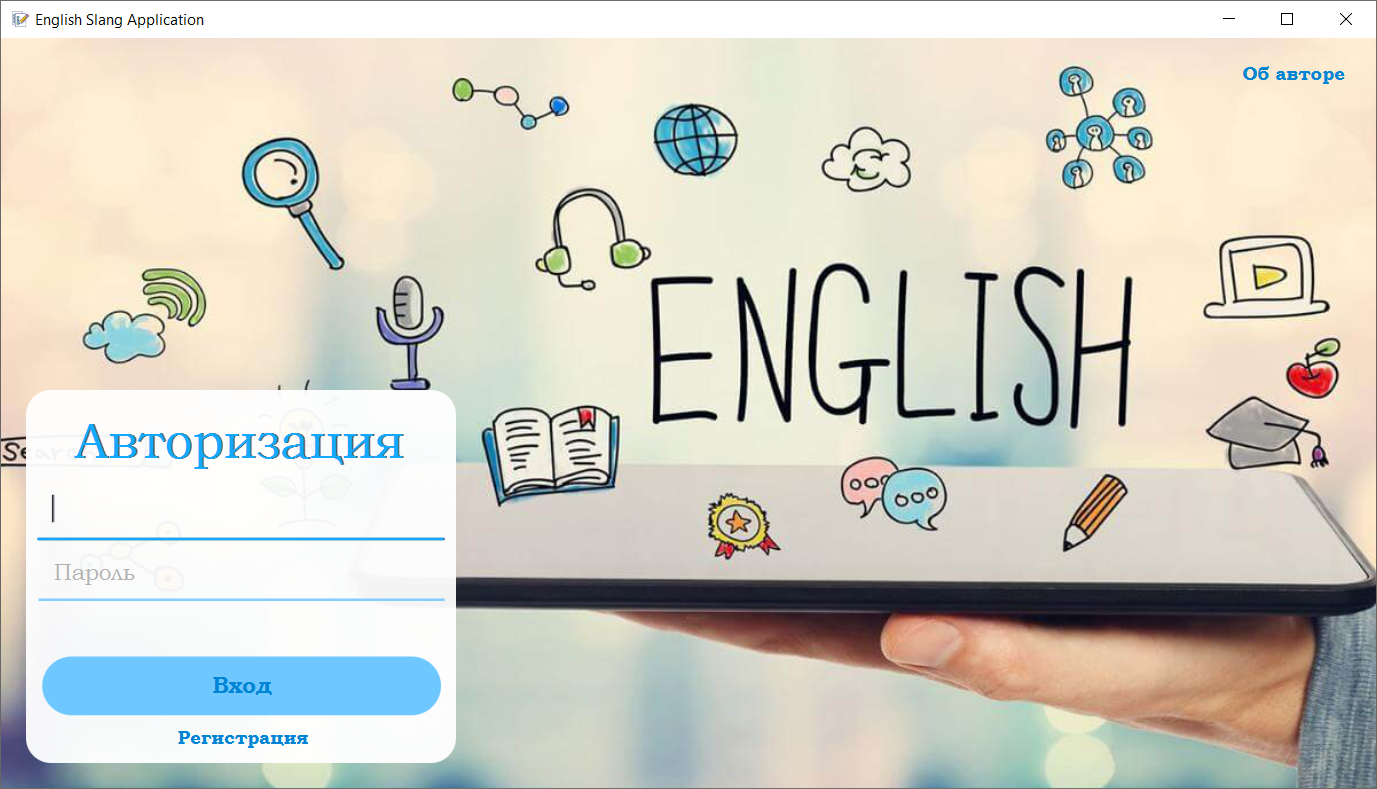 English Slang Application
Об авторе
ENGLISH
Авторизация
Пароль
Вход
Регистрация